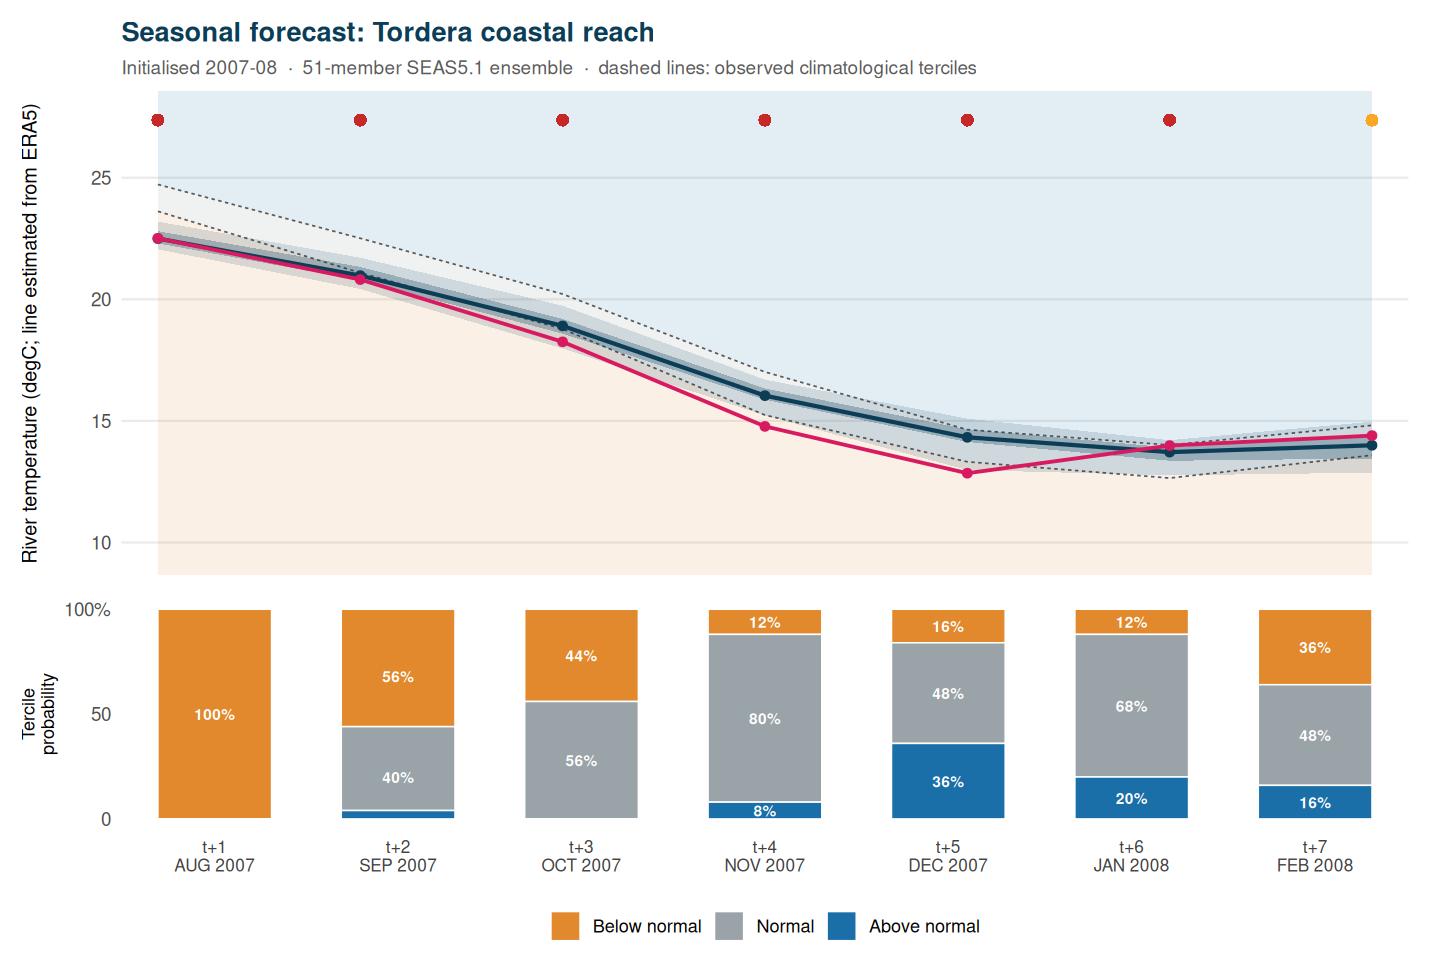 Seasonal forecast: Tordera coastal reach
Initialised 2007-08 · 51-member SEAS5.1 ensemble · dashed lines: observed climatological terciles
River temperature (degC; line estimated from ERA5)
25
20
15
10
Tercile
probability
100%
50
0
100%
56%
40%
44%
56%
12%
80%
8%
16%
48%
36%
12%
68%
20%
36%
48%
16%
t+1
AUG 2007
t+2
SEP 2007
t+3
OCT 2007
t+4
NOV 2007
t+5
DEC 2007
t+6
JAN 2008
t+7
FEB 2008
Below normal
Normal
Above normal